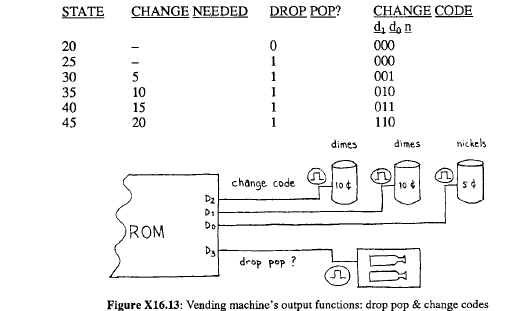 STATE CHANGE NEEDED DROP POP? CHANGE CODE
d₁ d₀ n
20 – 0 000
25 – 1 000
30 5 1 001
35 10 1 010
40 15 1 011
45 20 1 110
dimes dimes nickels
change code
10 ¢ 10 ¢ 5 ¢
D₂
D₁
D₀
ROM
D₃
drop pop ?
Figure X16.13: Vending machine's output functions: drop pop & change codes